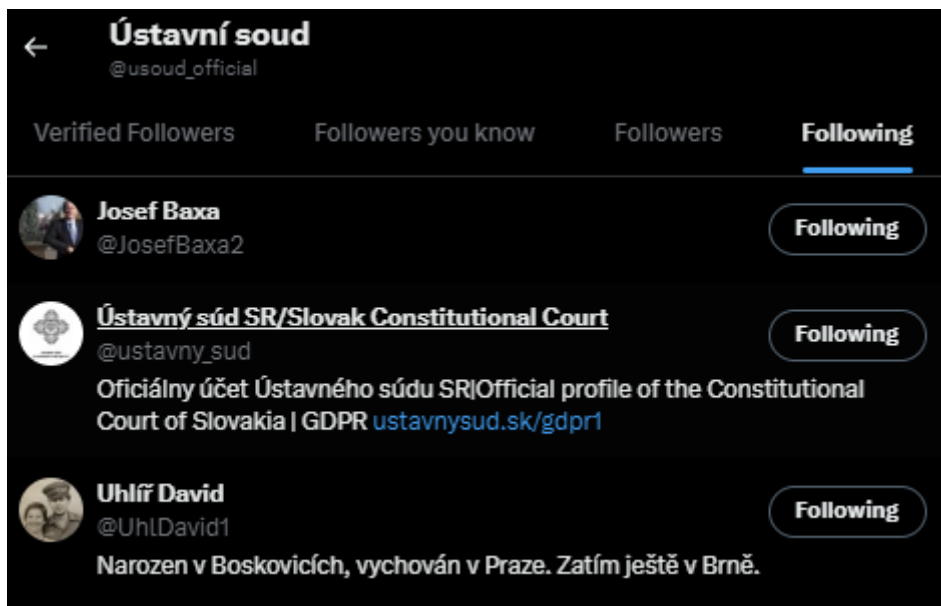 Ústavní soud
@usoud_official
Verified Followers Followers you know Followers Following
Josef Baxa
@JosefBaxa2
Following
Ústavný súd SR/Slovak Constitutional Court
@ustavny_sud
Following
Oficiálny účet Ústavného súdu SR|Official profile of the Constitutional
Court of Slovakia | GDPR ustavnysud.sk/gdpr1
Uhlíř David
@UhlDavid1
Following
Narozen v Boskovicích, vychován v Praze. Zatím ještě v Brně.